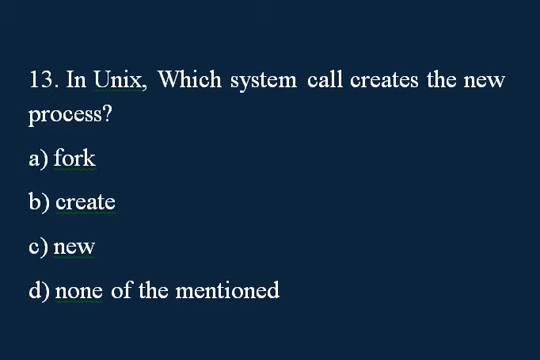 13. In Unix, Which system call creates the new
process?
a) fork
b) create
c) new
d) none of the mentioned